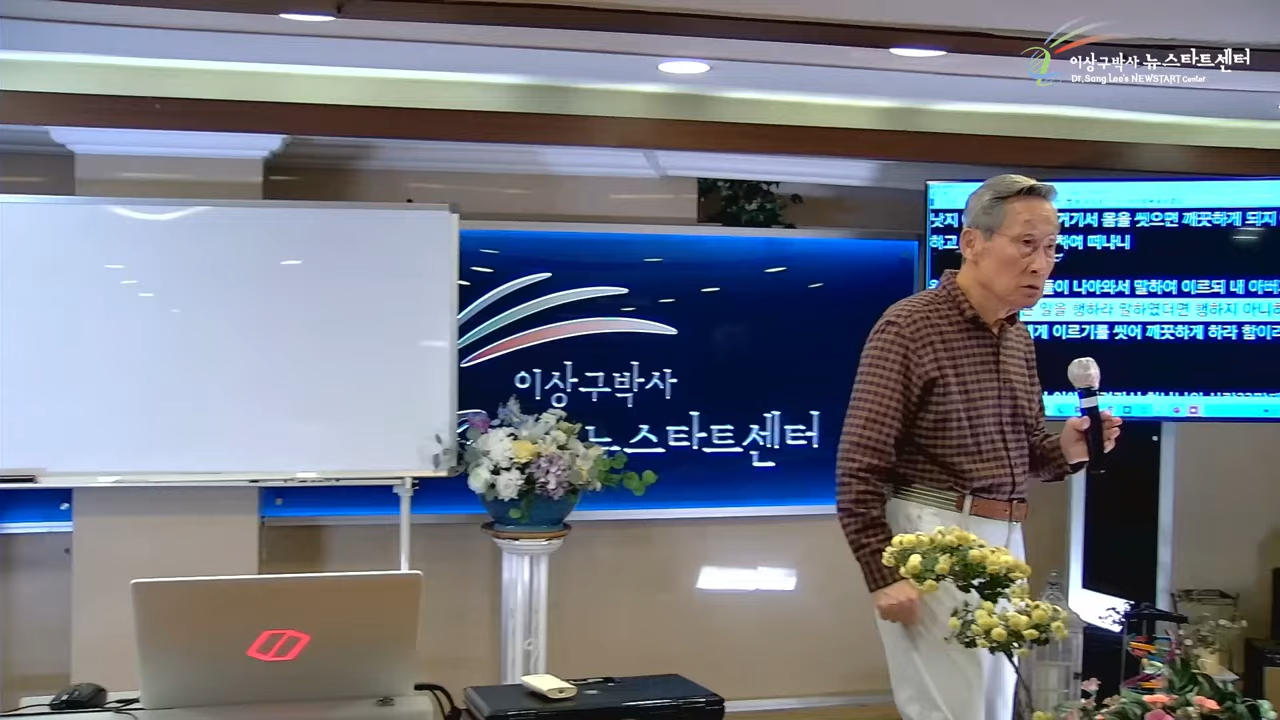 이상구박사 뉴스타트센터
Dr. Sang Lee's NEWSTART Center
이상구박사
뉴스타트센터
낫지
거기서 몸을 씻으면 깨끗하게 되지
하고
하여 떠나니
나아와서 말하여 이르되 내 아버
일을 행하라 말하였더면 행하지 아니하
이르기를 씻어 깨끗하게 하라 함이